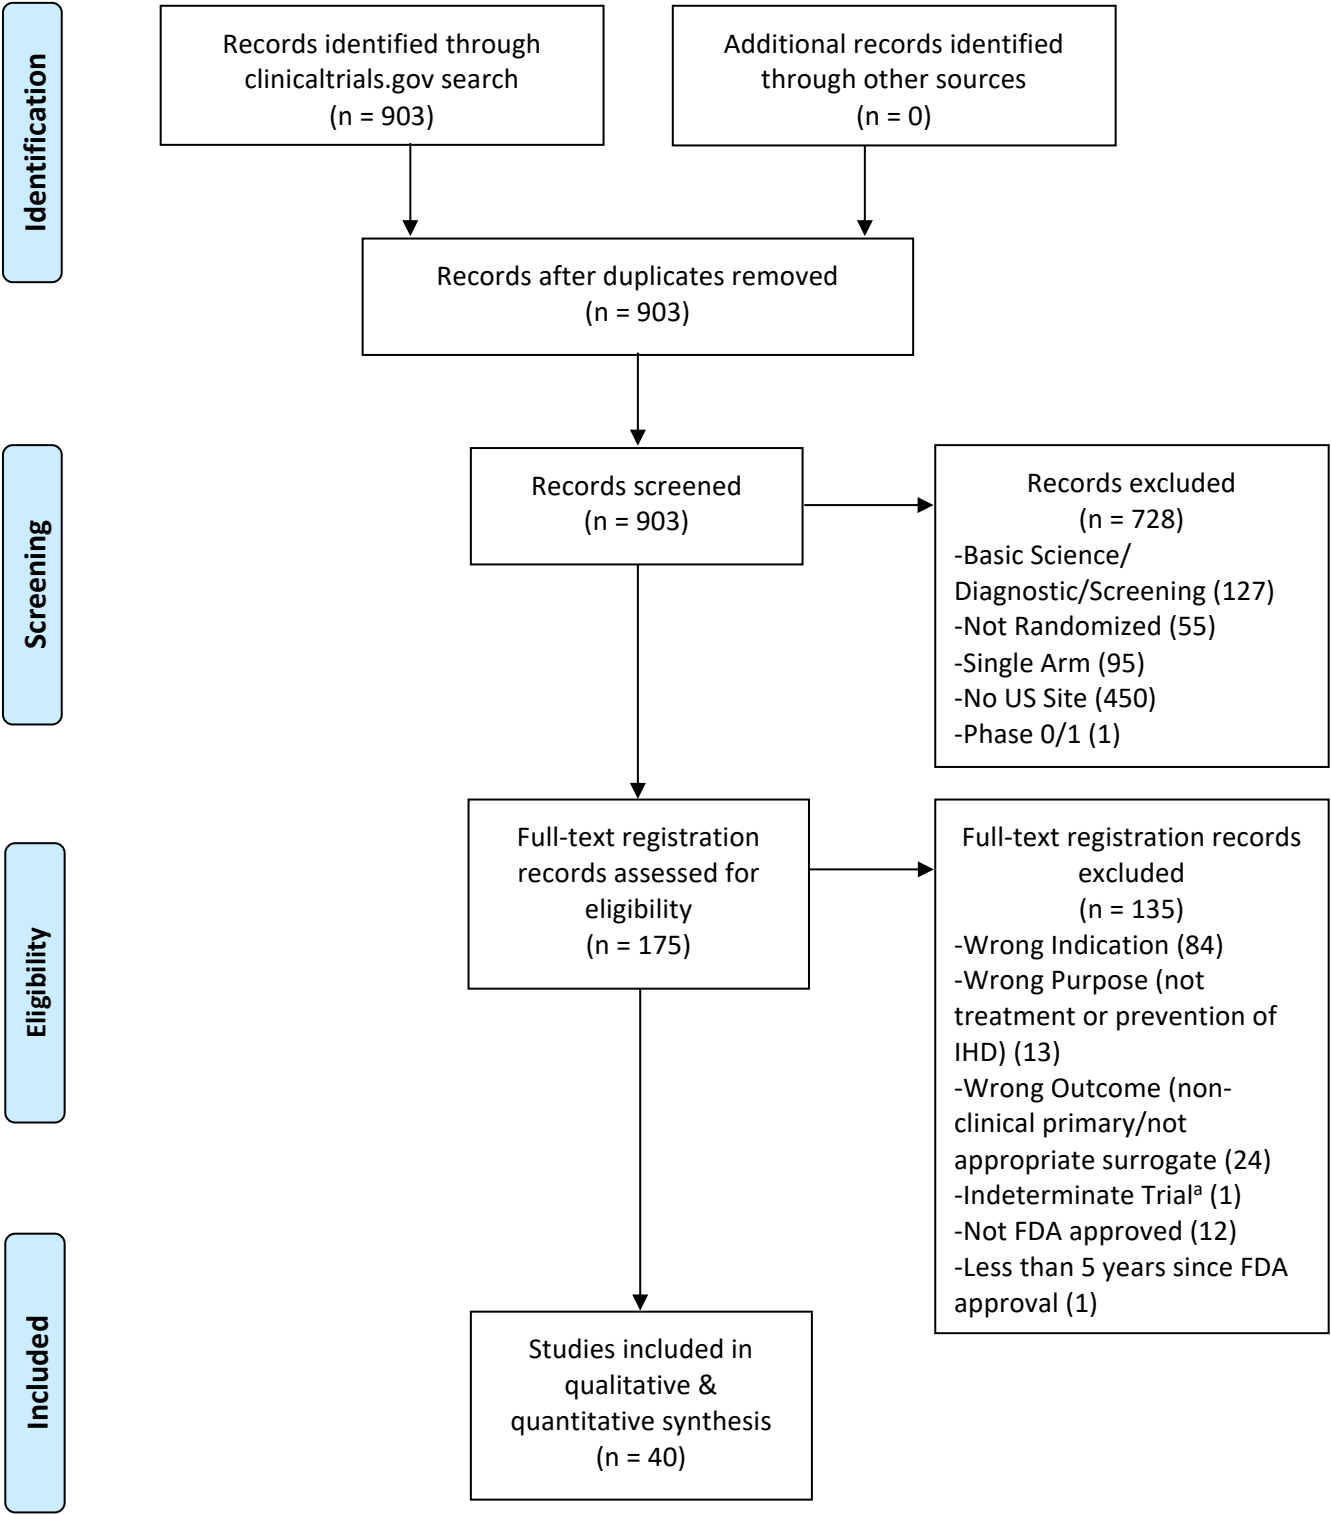 Identification
Records identified through
clinicaltrials.gov search
(n = 903)
Additional records identified
through other sources
(n = 0)
Records after duplicates removed
(n = 903)
Screening
Records screened
(n = 903)
Records excluded
(n = 728)
-Basic Science/
Diagnostic/Screening (127)
-Not Randomized (55)
-Single Arm (95)
-No US Site (450)
-Phase 0/1 (1)
Eligibility
Full-text registration
records assessed for
eligibility
(n = 175)
Full-text registration records
excluded
(n = 135)
-Wrong Indication (84)
-Wrong Purpose (not
treatment or prevention of
IHD) (13)
-Wrong Outcome (non-
clinical primary/not
appropriate surrogate (24)
-Indeterminate Trialᵃ (1)
-Not FDA approved (12)
-Less than 5 years since FDA
approval (1)
Included
Studies included in
qualitative &
quantitative synthesis
(n = 40)